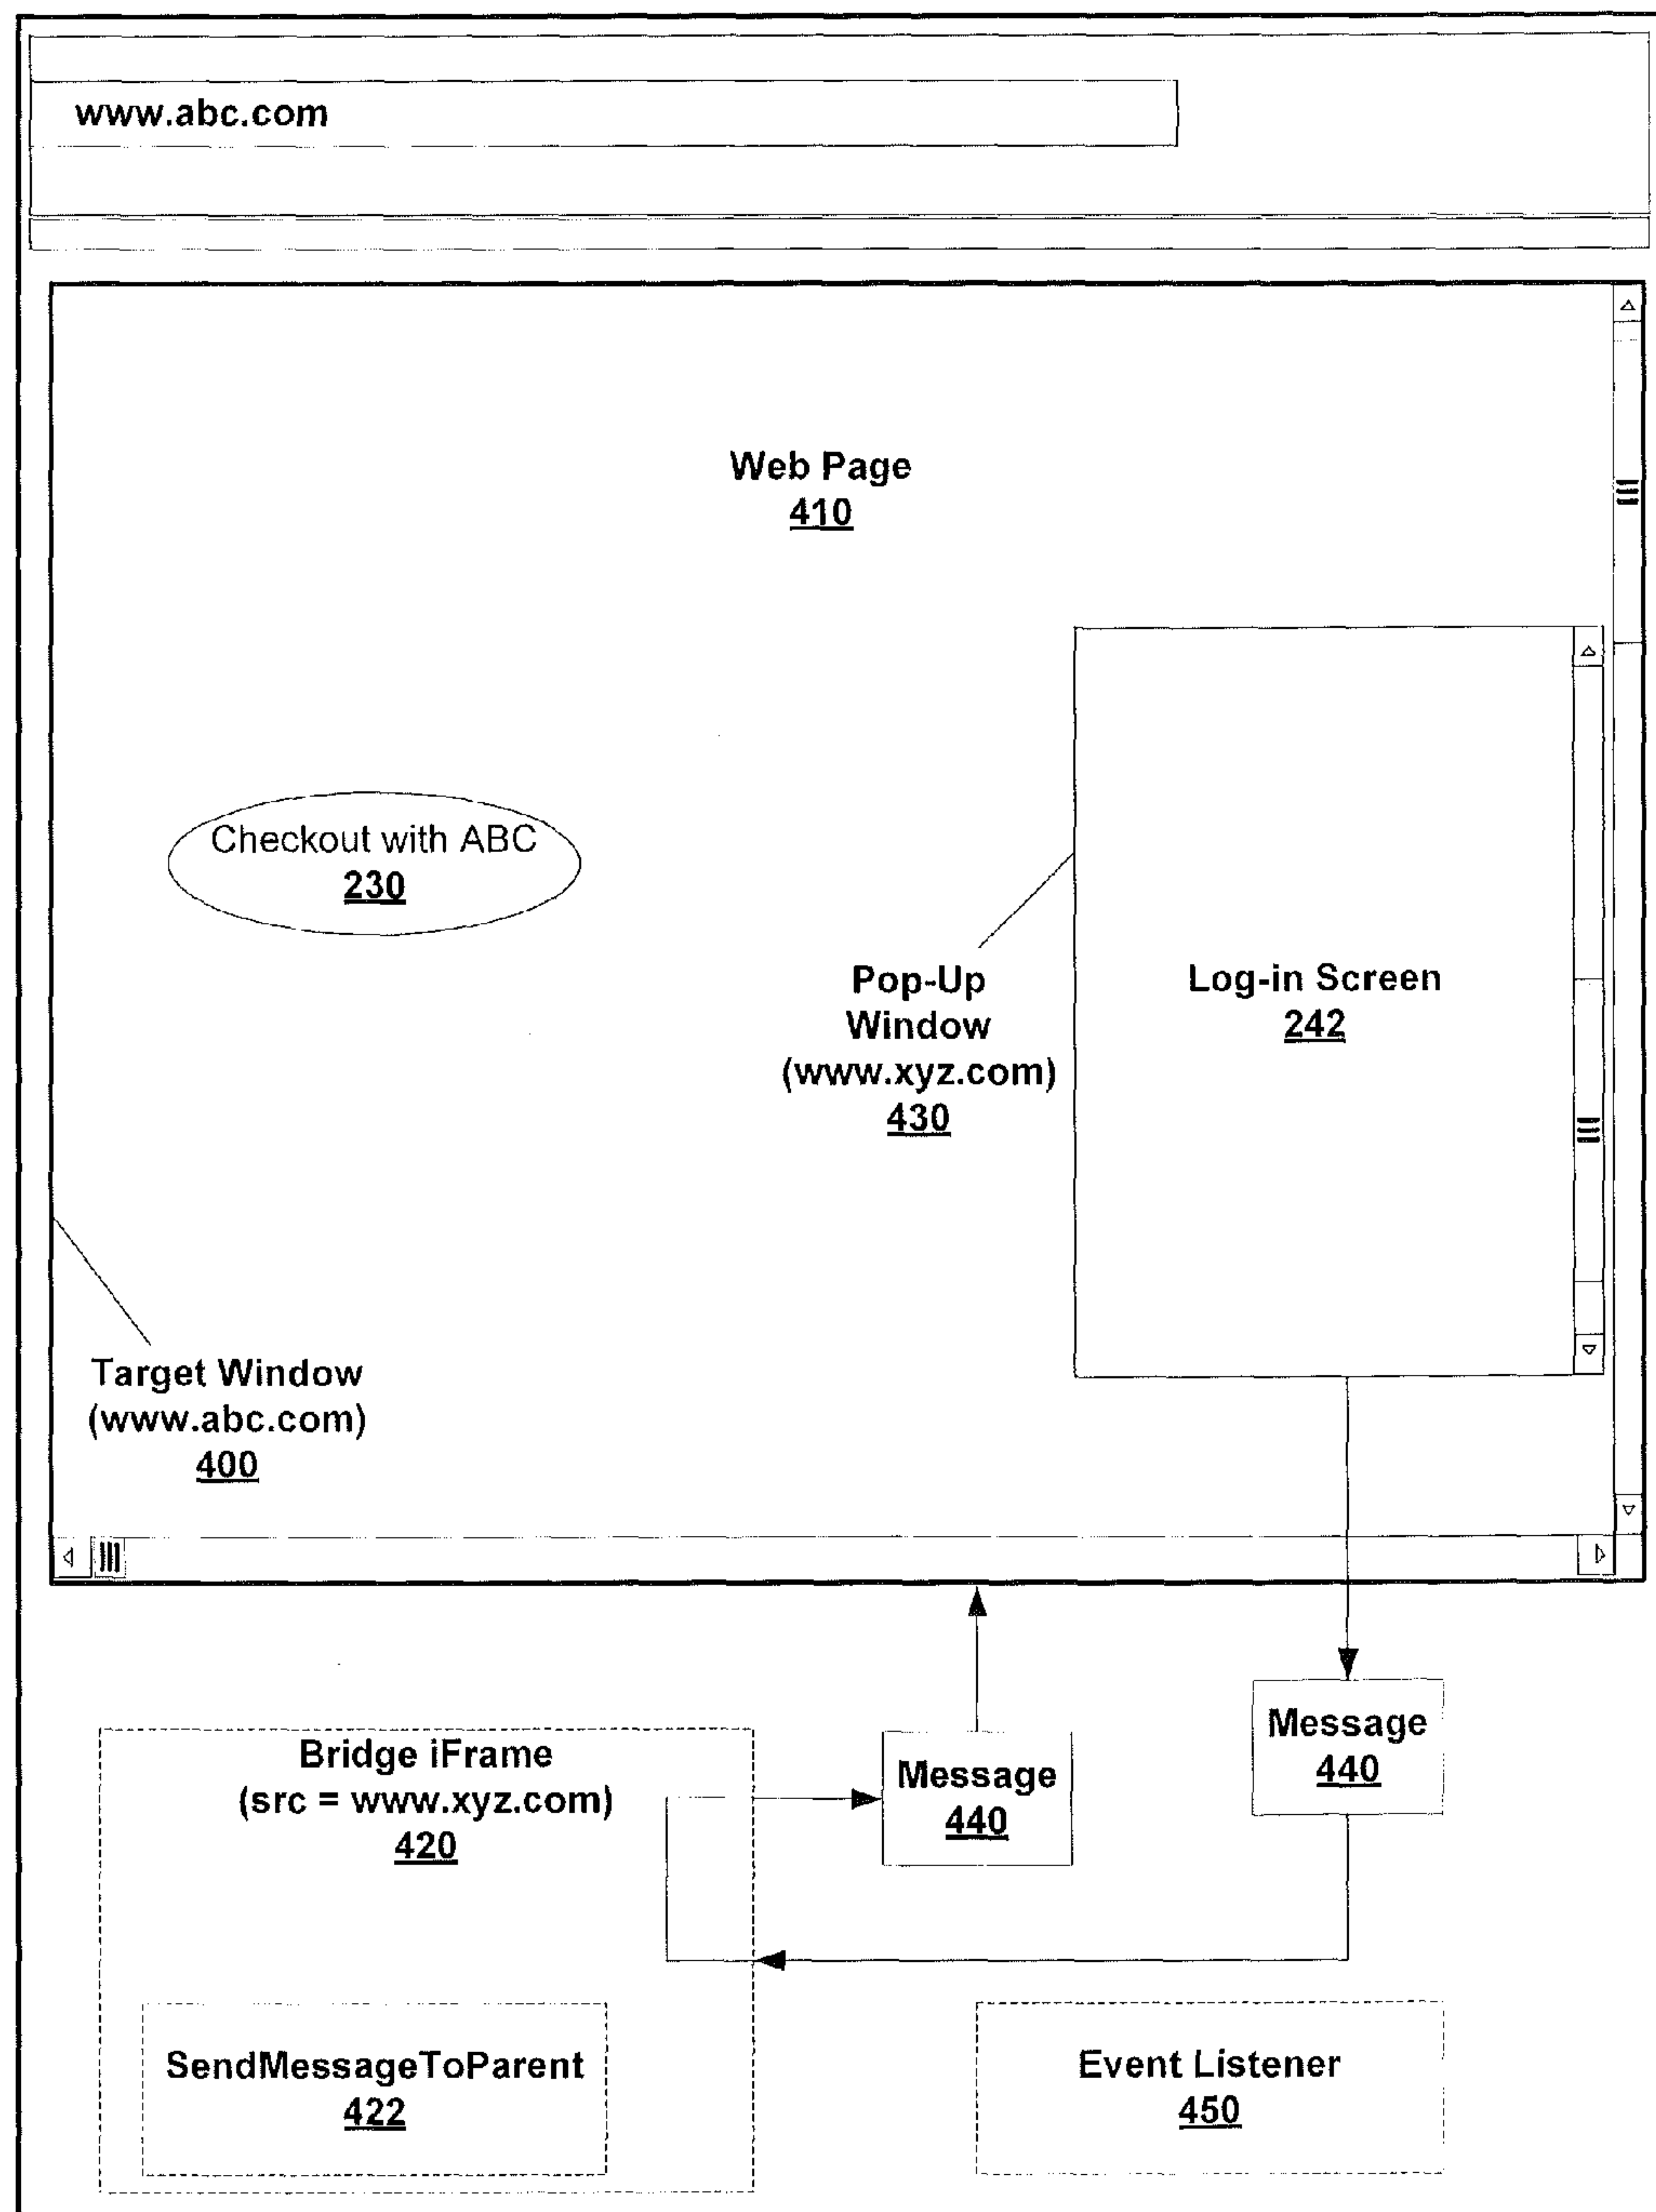 www.abc.com
Web Page
410
Checkout with ABC
230
Pop-Up
Window
(www.xyz.com)
430
Log-in Screen
242
Target Window
(www.abc.com)
400
Bridge iFrame
(src = www.xyz.com)
420
Message
440
Message
440
SendMessageToParent
422
Event Listener
450